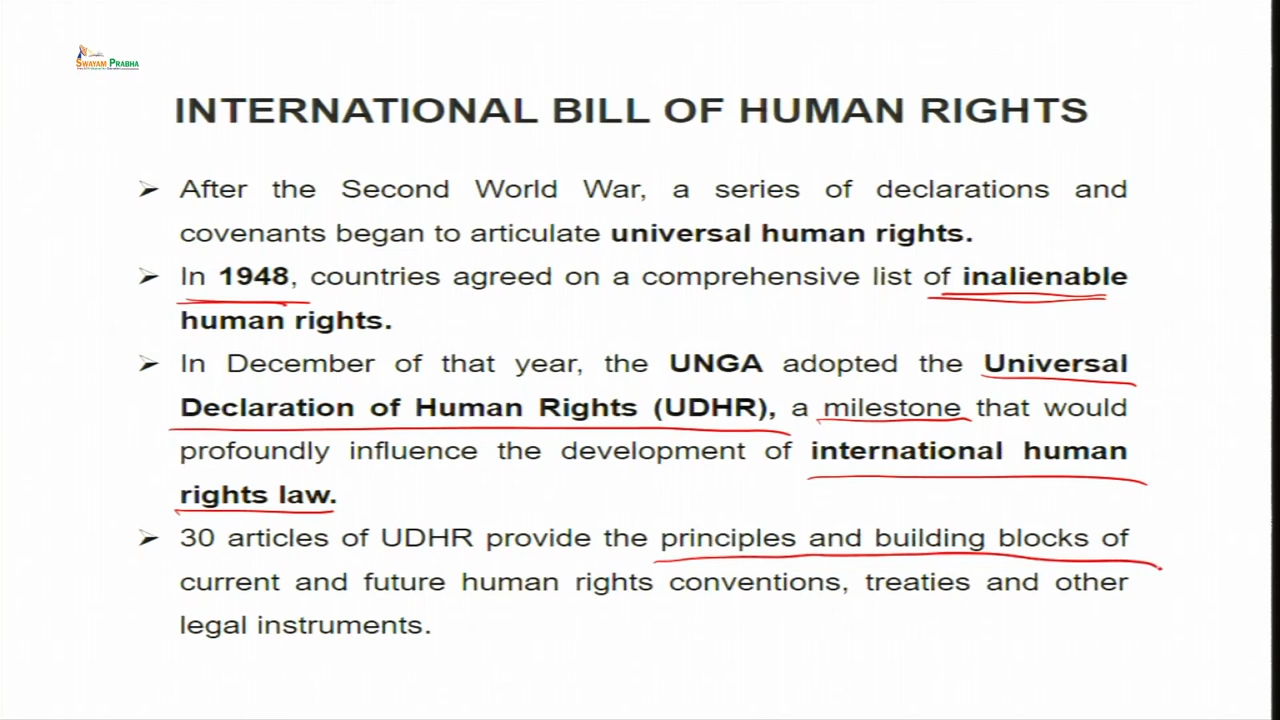 SWAYAM PRABHA
INTERNATIONAL BILL OF HUMAN RIGHTS
➢ After the Second World War, a series of declarations and
covenants began to articulate universal human rights.
➢ In 1948, countries agreed on a comprehensive list of inalienable
human rights.
➢ In December of that year, the UNGA adopted the Universal
Declaration of Human Rights (UDHR), a milestone that would
profoundly influence the development of international human
rights law.
➢ 30 articles of UDHR provide the principles and building blocks of
current and future human rights conventions, treaties and other
legal instruments.